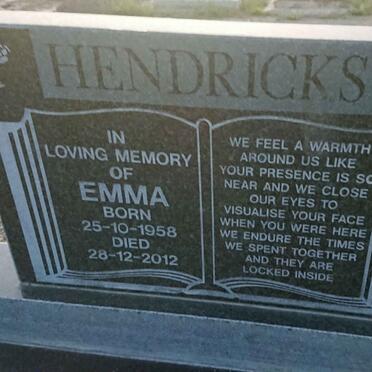 HENDRICKS
IN
LOVING MEMORY
OF
EMMA
BORN
25-10-1958
DIED
28-12-2012
WE FEEL A WARMTH
AROUND US LIKE
YOUR PRESENCE IS SO
NEAR AND WE CLOSE
OUR EYES TO
VISUALISE YOUR FACE
WHEN YOU WERE HERE
WE ENDURE THE TIMES
WE SPENT TOGETHER
AND THEY ARE
LOCKED INSIDE